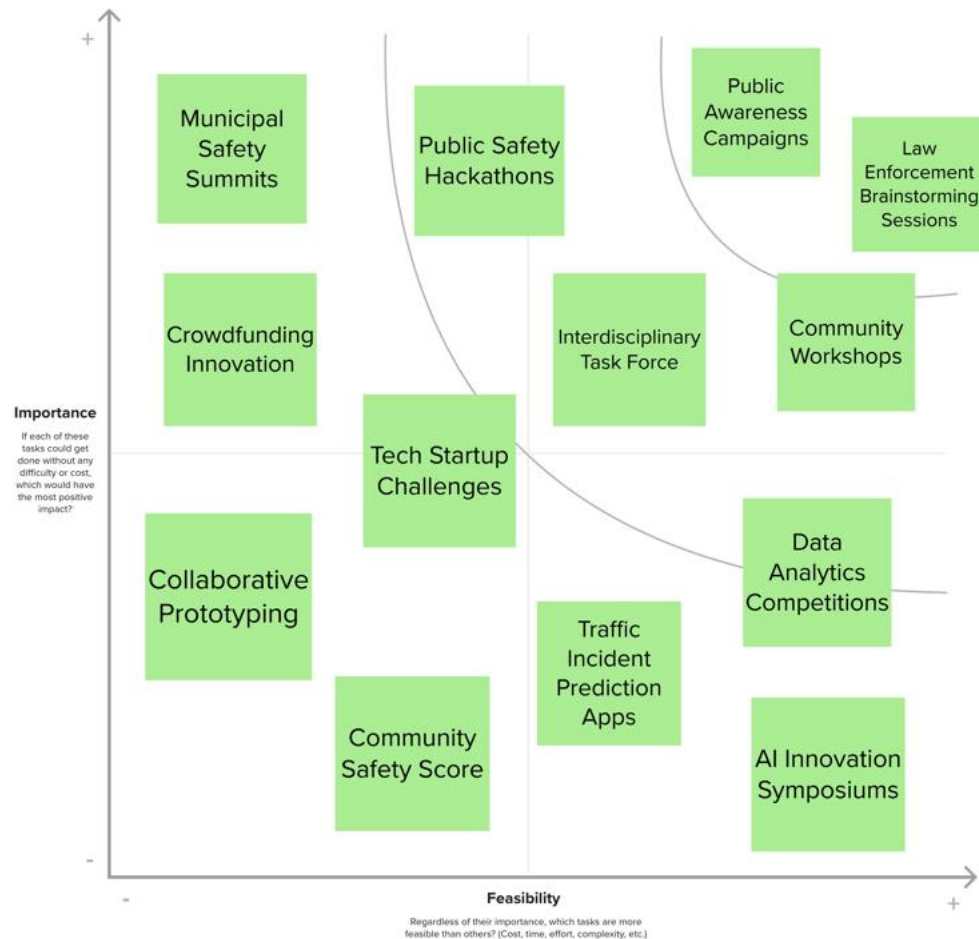 +
Municipal
Safety
Summits
Public Safety
Hackathons
Public
Awareness
Campaigns
Law
Enforcement
Brainstorming
Sessions
Crowdfunding
Innovation
Interdisciplinary
Task Force
Community
Workshops
Importance
If each of these
tasks could get
done without any
difficulty or cost,
which would have
the most positive
impact?
Tech Startup
Challenges
Collaborative
Prototyping
Data
Analytics
Competitions
Traffic
Incident
Prediction
Apps
Community
Safety Score
AI Innovation
Symposiums
-
-
Feasibility
+
Regardless of their importance, which tasks are more
feasible than others? (Cost, time, effort, complexity, etc.)